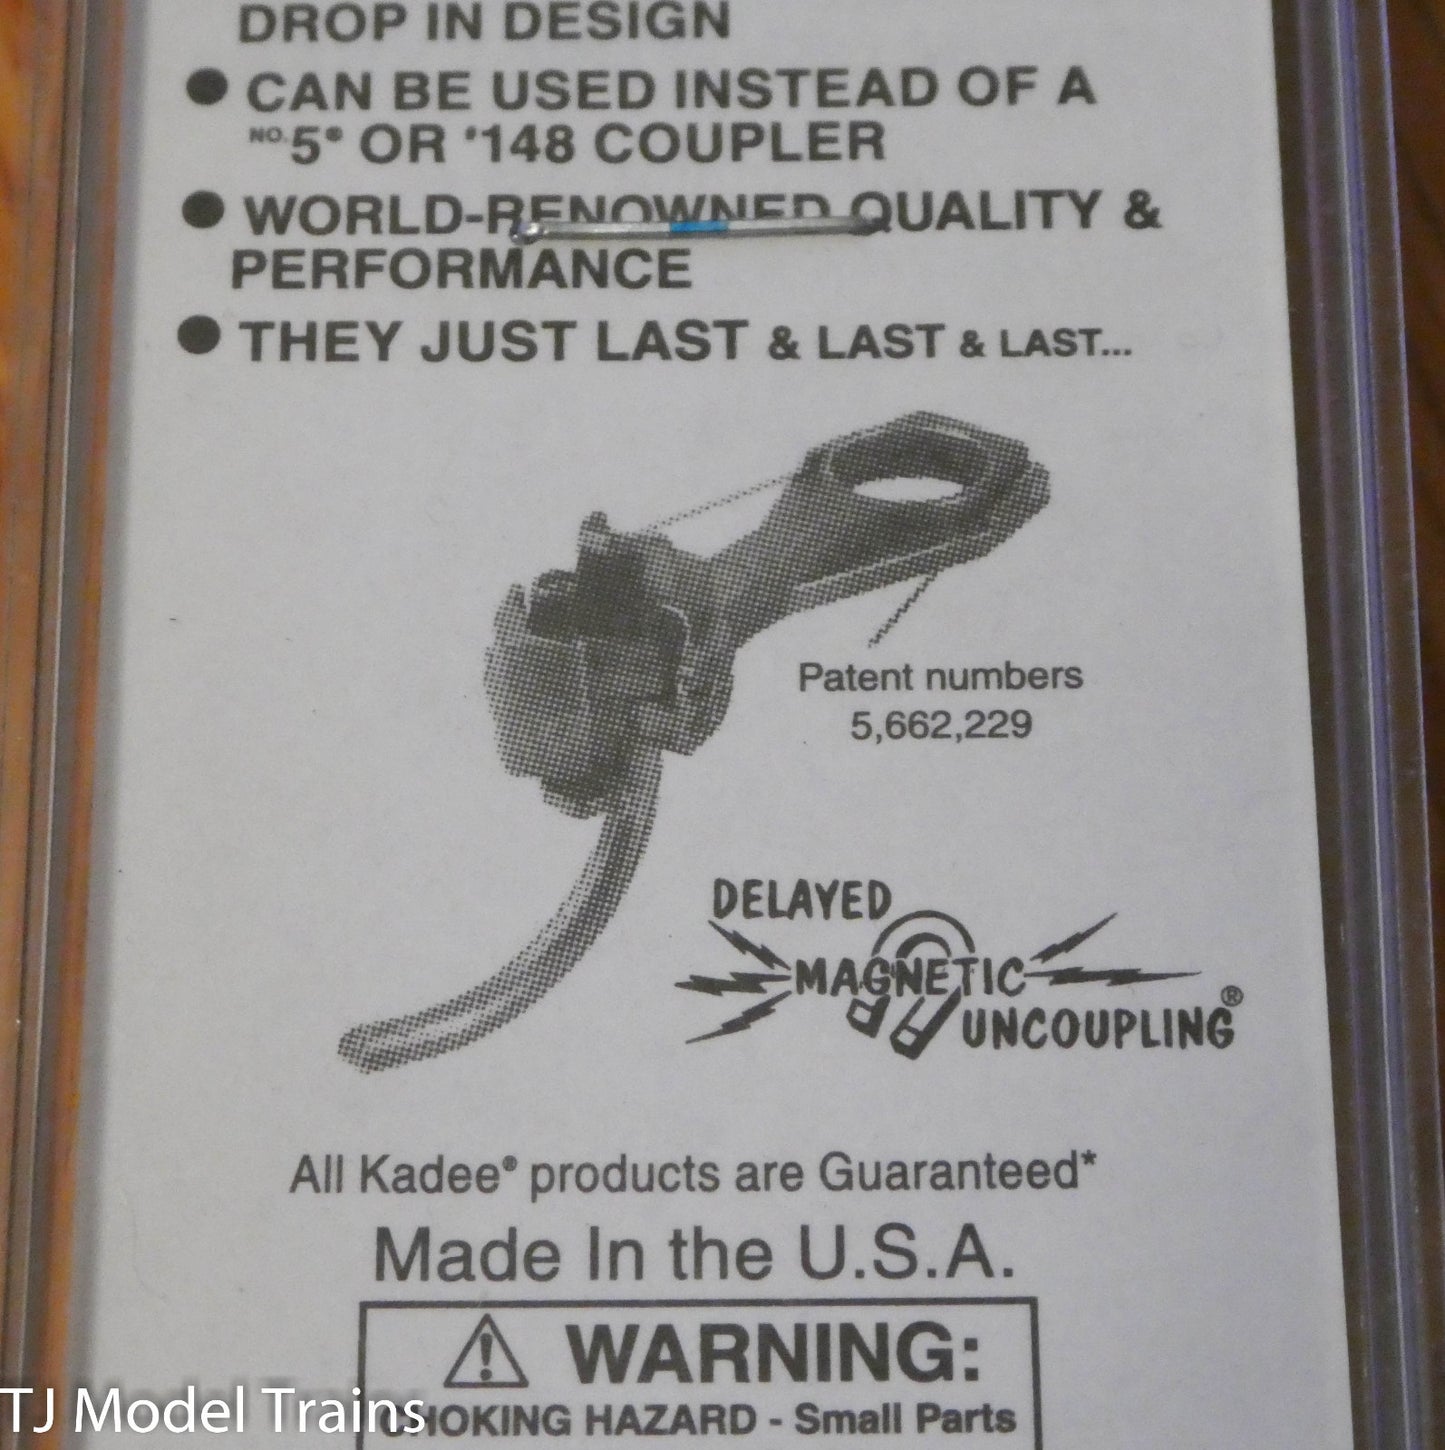 DROP IN DESIGN
● CAN BE USED INSTEAD OF A
NO.5® OR #148 COUPLER
● WORLD-RENOWNED QUALITY &
PERFORMANCE
● THEY JUST LAST & LAST & LAST...
Patent numbers
5,662,229
DELAYED
MAGNETIC
UNCOUPLING®
All Kadee® products are Guaranteed*
Made In the U.S.A.
⚠ WARNING:
CHOKING HAZARD - Small Parts
TJ Model Trains